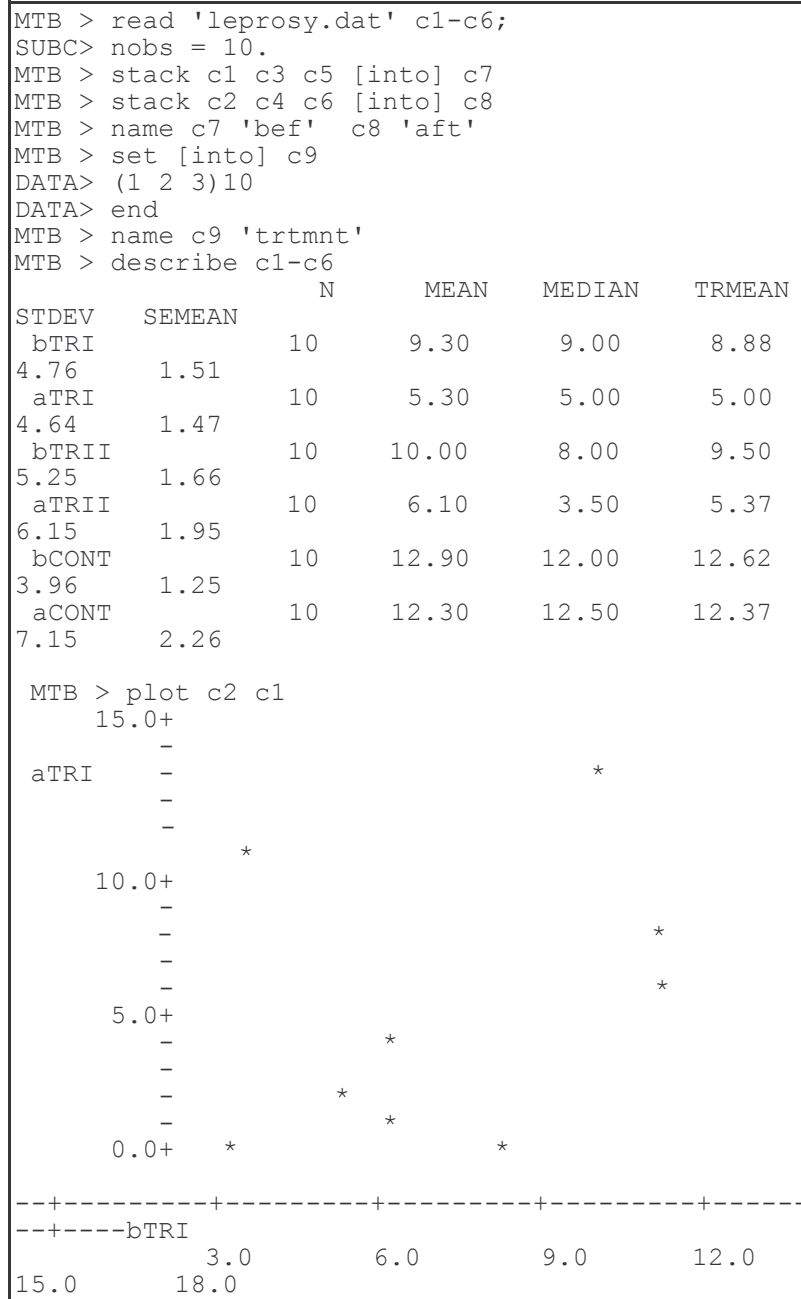 MTB > read 'leprosy.dat' c1-c6;
SUBC> nobs = 10.
MTB > stack c1 c3 c5 [into] c7
MTB > stack c2 c4 c6 [into] c8
MTB > name c7 'bef'  c8 'aft'
MTB > set [into] c9
DATA> (1 2 3)10
DATA> end
MTB > name c9 'trtmnt'
MTB > describe c1-c6
                   N      MEAN    MEDIAN    TRMEAN
STDEV   SEMEAN
 bTRI             10      9.30      9.00      8.88
4.76     1.51
 aTRI             10      5.30      5.00      5.00
4.64     1.47
 bTRII            10     10.00      8.00      9.50
5.25     1.66
 aTRII            10      6.10      3.50      5.37
6.15     1.95
 bCONT            10     12.90     12.00     12.62
3.96     1.25
 aCONT            10     12.30     12.50     12.37
7.15     2.26
 MTB > plot c2 c1
     15.0+
         -
 aTRI    -                          *
         -
         -
              *
     10.0+
         -
         -                              *
         -
         -                              *
      5.0+
         -             *
         -
         -          *
         -             *
      0.0+   *                *
--+---------+---------+---------+---------+------
--+----bTRI
            3.0       6.0       9.0      12.0
15.0      18.0